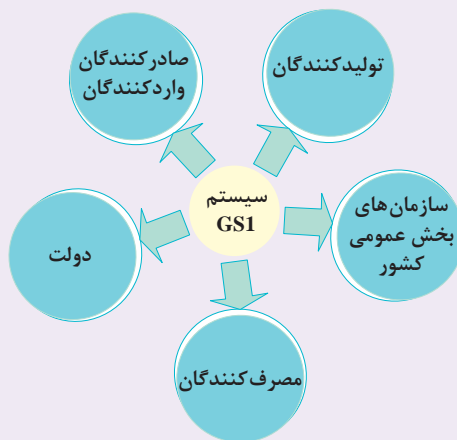 تولیدکنندگان
صادرکنندگان
واردکنندگان
سیستم
GS1
سازمان‌های
بخش عمومی
کشور
دولت
مصرف‌کنندگان